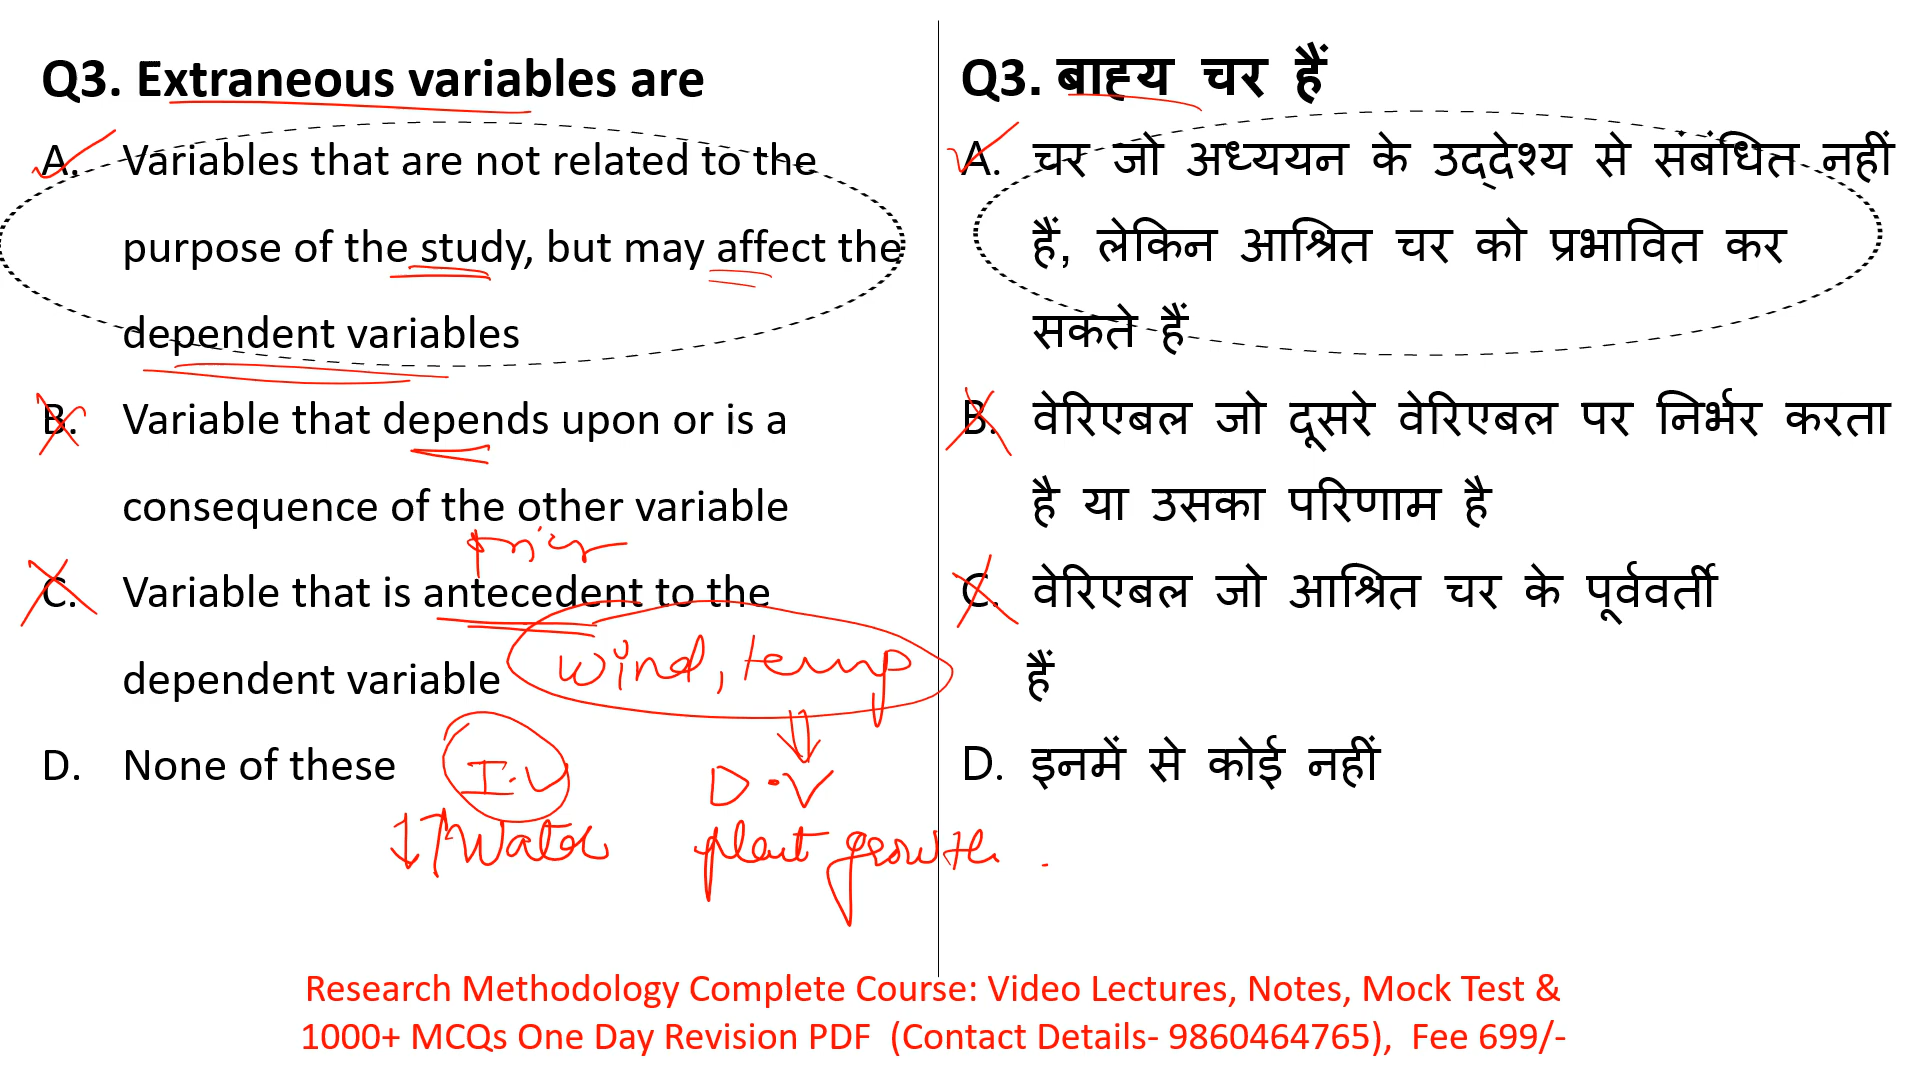 Q3. Extraneous variables are
A. Variables that are not related to the
purpose of the study, but may affect the
dependent variables
B. Variable that depends upon or is a
consequence of the other variable
prior
C. Variable that is antecedent to the
wind, temp
dependent variable
D. None of these
I.V
D.V
↓↑ Water
plant growth .
Q3. बाह्य चर हैं
A. चर जो अध्ययन के उद्देश्य से संबंधित नहीं
हैं, लेकिन आश्रित चर को प्रभावित कर
सकते हैं
B. वेरिएबल जो दूसरे वेरिएबल पर निर्भर करता
है या उसका परिणाम है
C. वेरिएबल जो आश्रित चर के पूर्ववर्ती
हैं
D. इनमें से कोई नहीं
Research Methodology Complete Course: Video Lectures, Notes, Mock Test &
1000+ MCQs One Day Revision PDF (Contact Details- 9860464765), Fee 699/-